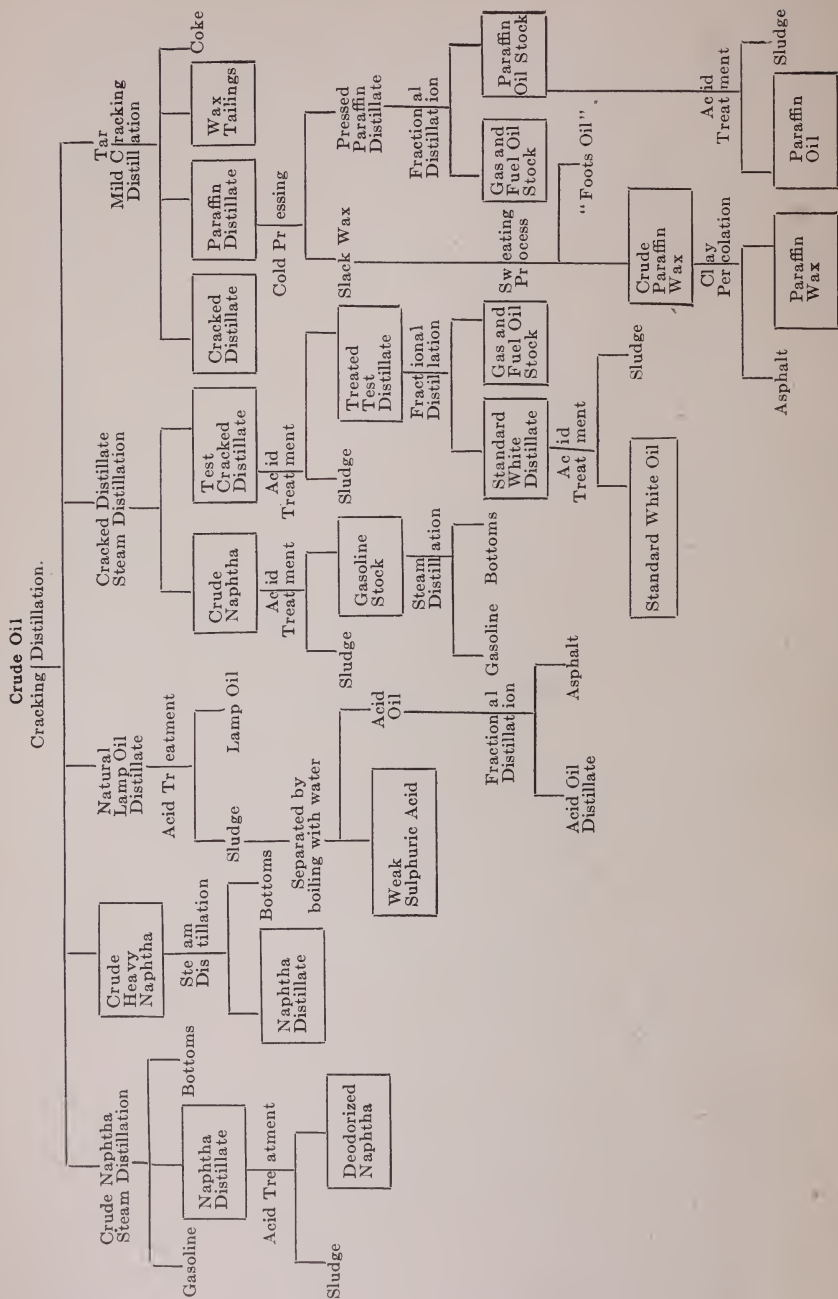 Crude Oil
Cracking Distillation.
Crude Naphtha
Steam Distillation
Gasoline
Naphtha
Distillate
Bottoms
Acid Treatment
Sludge
Deodorized
Naphtha
Crude
Heavy
Naphtha
Steam
Distillation
Naphtha
Distillate
Bottoms
Natural
Lamp Oil
Distillate
Acid Treatment
Sludge
Lamp Oil
Separated by
boiling with water
Weak
Sulphuric Acid
Acid
Oil
Fractional
Distillation
Acid Oil
Distillate
Asphalt
Cracked Distillate
Steam Distillation
Crude
Naphtha
Acid
Treatment
Sludge
Gasoline
Stock
Steam
Distillation
Gasoline
Bottoms
Test
Cracked
Distillate
Acid
Treatment
Sludge
Treated
Test
Distillate
Fractional
Distillation
Standard
White
Distillate
Gas and
Fuel Oil
Stock
Acid
Treatment
Standard White Oil
Sludge
Tar
Mild Cracking
Distillation
Cracked
Distillate
Paraffin
Distillate
Wax
Tailings
Coke
Cold Pressing
Slack Wax
Pressed
Paraffin
Distillate
Sweating
Process
"Foots Oil"
Crude
Paraffin
Wax
Clay
Percolation
Asphalt
Paraffin
Wax
Fractional
Distillation
Gas and
Fuel Oil
Stock
Paraffin
Oil Stock
Acid
Treatment
Paraffin
Oil
Sludge